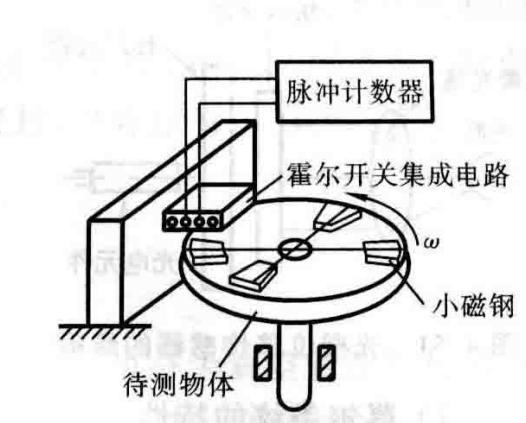 脉冲计数器
霍尔开关集成电路
ω
小磁钢
待测物体